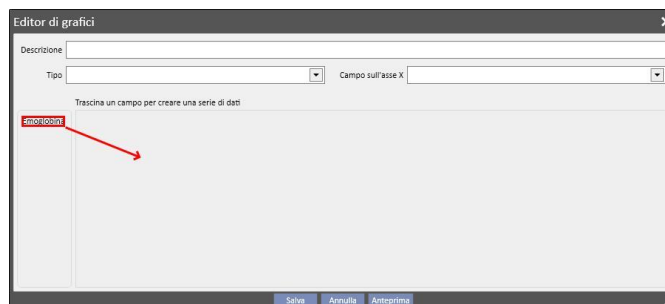 Editor di grafici
Descrizione
Tipo Campo sull'asse X
Trascina un campo per creare una serie di dati
Emoglobina
Salva Annulla Anteprima